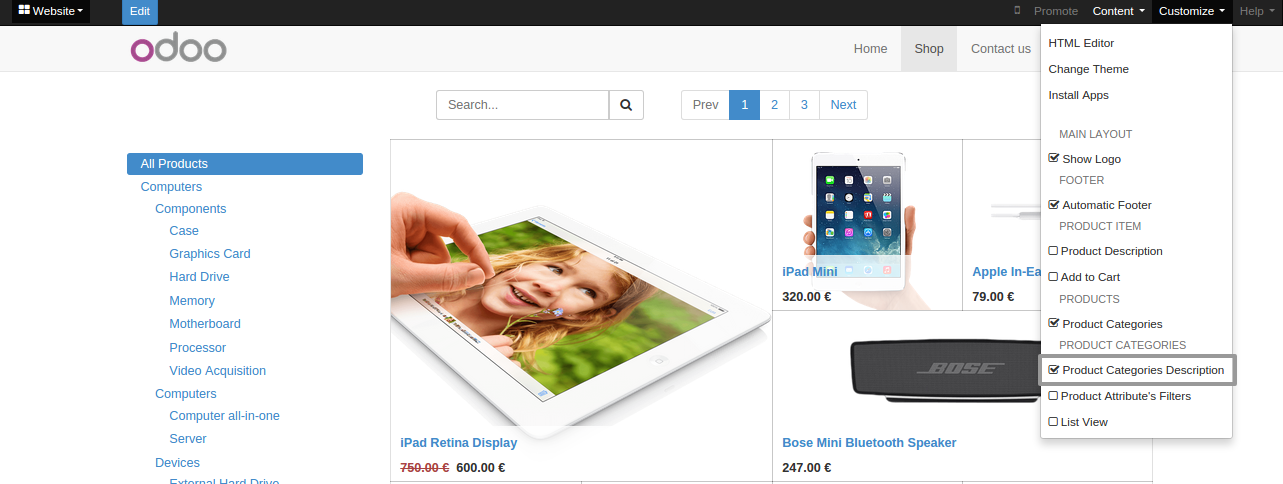 Website
Edit
Promote
Content
Customize
Help
odoo
Home
Shop
Contact us
Search...
Prev
1
2
3
Next
All Products
Computers
Components
Case
Graphics Card
Hard Drive
Memory
Motherboard
Processor
Video Acquisition
Computers
Computer all-in-one
Server
Devices
External Hard Drive
iPad Retina Display
750.00 € 600.00 €
iPad Mini
320.00 €
Apple In-Ea
79.00 €
BOSE
Bose Mini Bluetooth Speaker
247.00 €
HTML Editor
Change Theme
Install Apps
MAIN LAYOUT
Show Logo
FOOTER
Automatic Footer
PRODUCT ITEM
Product Description
Add to Cart
PRODUCTS
Product Categories
PRODUCT CATEGORIES
Product Categories Description
Product Attribute's Filters
List View